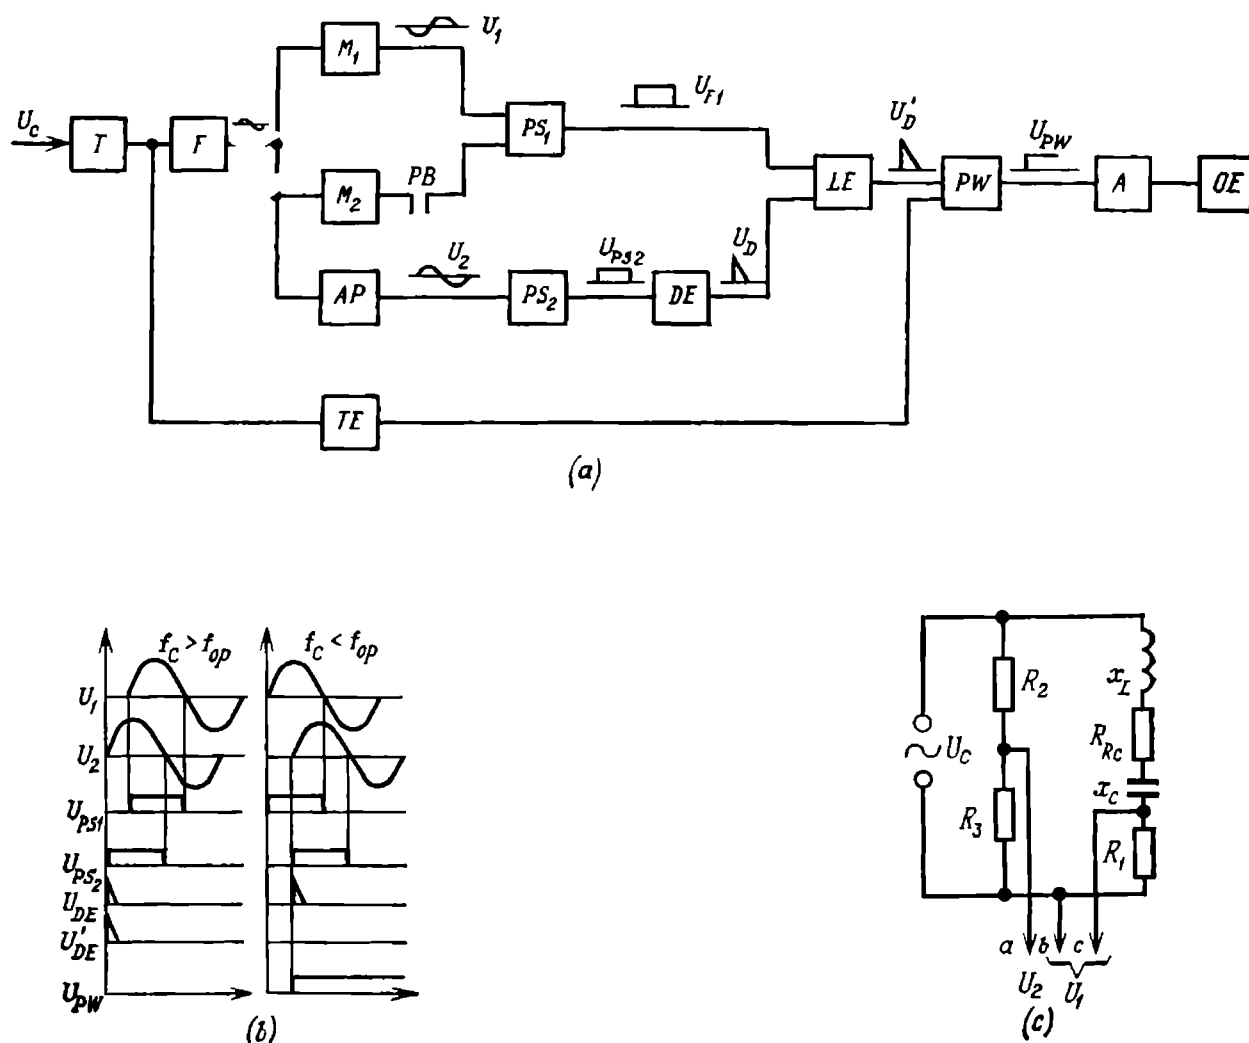 U_c
T
F
M_1
U_1
PS_1
U_F1
U'_D
U_PW
LE
PW
A
OE
M_2
PB
U_D
U_2
U_PS2
AP
PS_2
DE
TE
(a)
f_C > f_op
f_C < f_op
U_1
U_2
U_PS1
U_PS2
U_DE
U'_DE
U_PW
(b)
R_2
x_L
U_C
R_RC
x_C
R_3
R_1
a
b
c
U_2
U_1
(c)